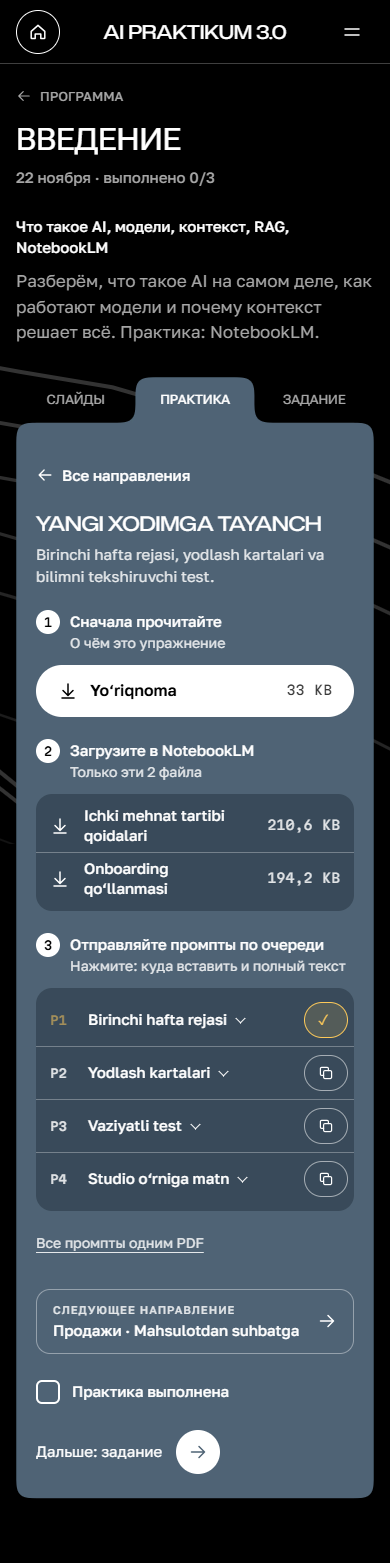 AI PRAKTIKUM 3.0
← ПРОГРАММА
ВВЕДЕНИЕ
22 ноября · выполнено 0/3
Что такое AI, модели, контекст, RAG,
NotebookLM
Разберём, что такое AI на самом деле, как
работают модели и почему контекст
решает всё. Практика: NotebookLM.
СЛАЙДЫ ПРАКТИКА ЗАДАНИЕ
← Все направления
YANGI XODIMGA TAYANCH
Birinchi hafta rejasi, yodlash kartalari va
bilimni tekshiruvchi test.
1 Сначала прочитайте
О чём это упражнение
Yo‘riqnoma 33 KB
2 Загрузите в NotebookLM
Только эти 2 файла
Ichki mehnat tartibi
qoidalari 210,6 KB
Onboarding
qo‘llanmasi 194,2 KB
3 Отправляйте промпты по очереди
Нажмите: куда вставить и полный текст
P1 Birinchi hafta rejasi ✓
P2 Yodlash kartalari
P3 Vaziyatli test
P4 Studio o‘rniga matn
Все промпты одним PDF
СЛЕДУЮЩЕЕ НАПРАВЛЕНИЕ
Продажи · Mahsulotdan suhbatga →
Практика выполнена
Дальше: задание →